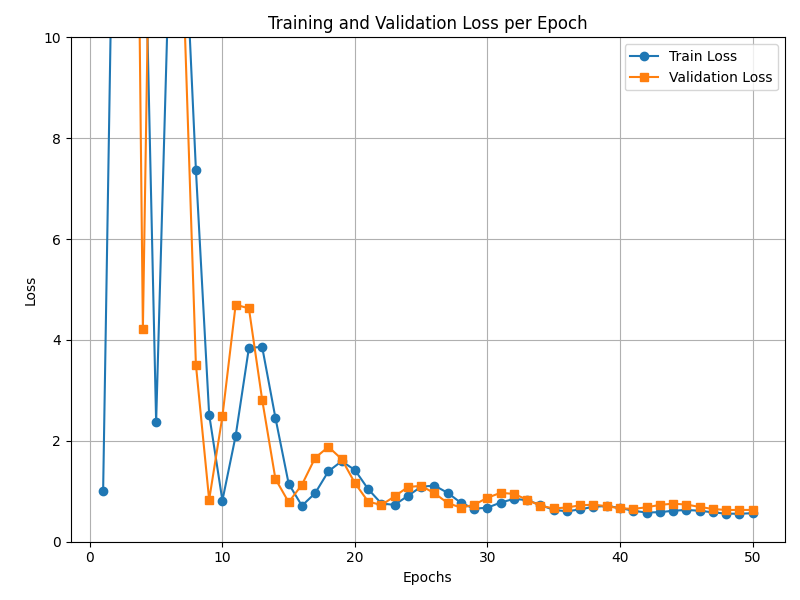 Training and Validation Loss per Epoch
Train Loss
Validation Loss
Loss
10
8
6
4
2
0
0 10 20 30 40 50
Epochs